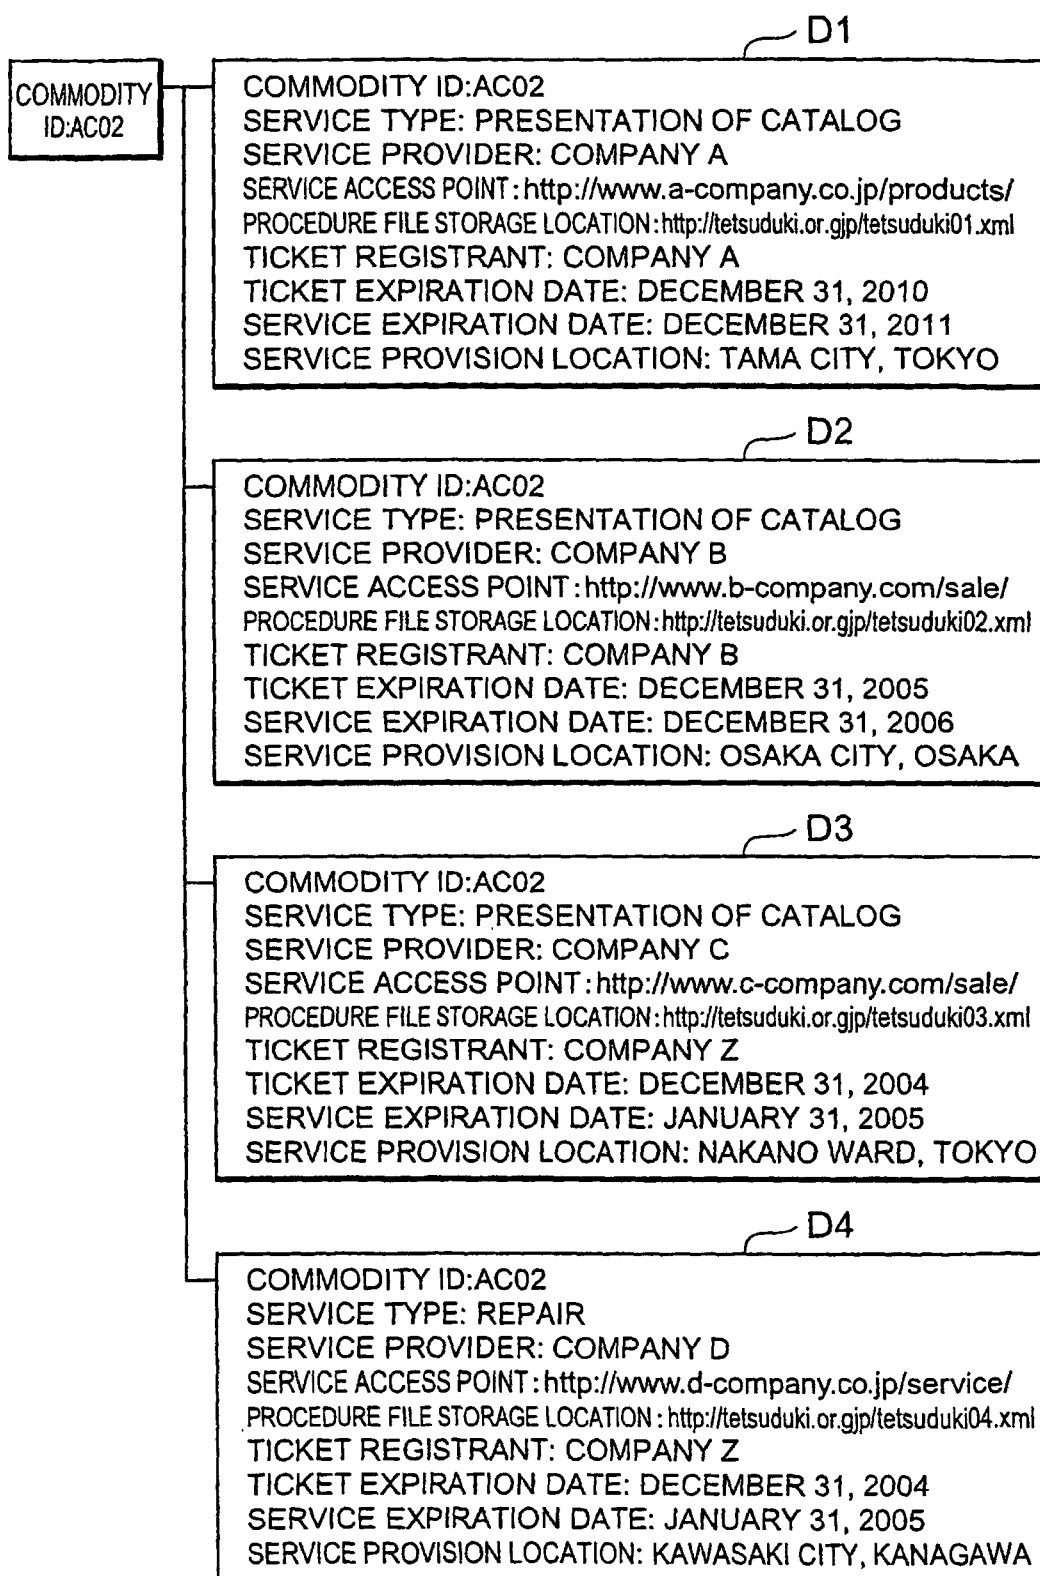 D1
COMMODITY
ID:AC02
COMMODITY ID:AC02
SERVICE TYPE: PRESENTATION OF CATALOG
SERVICE PROVIDER: COMPANY A
SERVICE ACCESS POINT:http://www.a-company.co.jp/products/
PROCEDURE FILE STORAGE LOCATION:http://tetsuduki.or.gjp/tetsuduki01.xml
TICKET REGISTRANT: COMPANY A
TICKET EXPIRATION DATE: DECEMBER 31, 2010
SERVICE EXPIRATION DATE: DECEMBER 31, 2011
SERVICE PROVISION LOCATION: TAMA CITY, TOKYO
D2
COMMODITY ID:AC02
SERVICE TYPE: PRESENTATION OF CATALOG
SERVICE PROVIDER: COMPANY B
SERVICE ACCESS POINT:http://www.b-company.com/sale/
PROCEDURE FILE STORAGE LOCATION:http://tetsuduki.or.gjp/tetsuduki02.xml
TICKET REGISTRANT: COMPANY B
TICKET EXPIRATION DATE: DECEMBER 31, 2005
SERVICE EXPIRATION DATE: DECEMBER 31, 2006
SERVICE PROVISION LOCATION: OSAKA CITY, OSAKA
D3
COMMODITY ID:AC02
SERVICE TYPE: PRESENTATION OF CATALOG
SERVICE PROVIDER: COMPANY C
SERVICE ACCESS POINT:http://www.c-company.com/sale/
PROCEDURE FILE STORAGE LOCATION:http://tetsuduki.or.gjp/tetsuduki03.xml
TICKET REGISTRANT: COMPANY Z
TICKET EXPIRATION DATE: DECEMBER 31, 2004
SERVICE EXPIRATION DATE: JANUARY 31, 2005
SERVICE PROVISION LOCATION: NAKANO WARD, TOKYO
D4
COMMODITY ID:AC02
SERVICE TYPE: REPAIR
SERVICE PROVIDER: COMPANY D
SERVICE ACCESS POINT:http://www.d-company.co.jp/service/
PROCEDURE FILE STORAGE LOCATION:http://tetsuduki.or.gjp/tetsuduki04.xml
TICKET REGISTRANT: COMPANY Z
TICKET EXPIRATION DATE: DECEMBER 31, 2004
SERVICE EXPIRATION DATE: JANUARY 31, 2005
SERVICE PROVISION LOCATION: KAWASAKI CITY, KANAGAWA